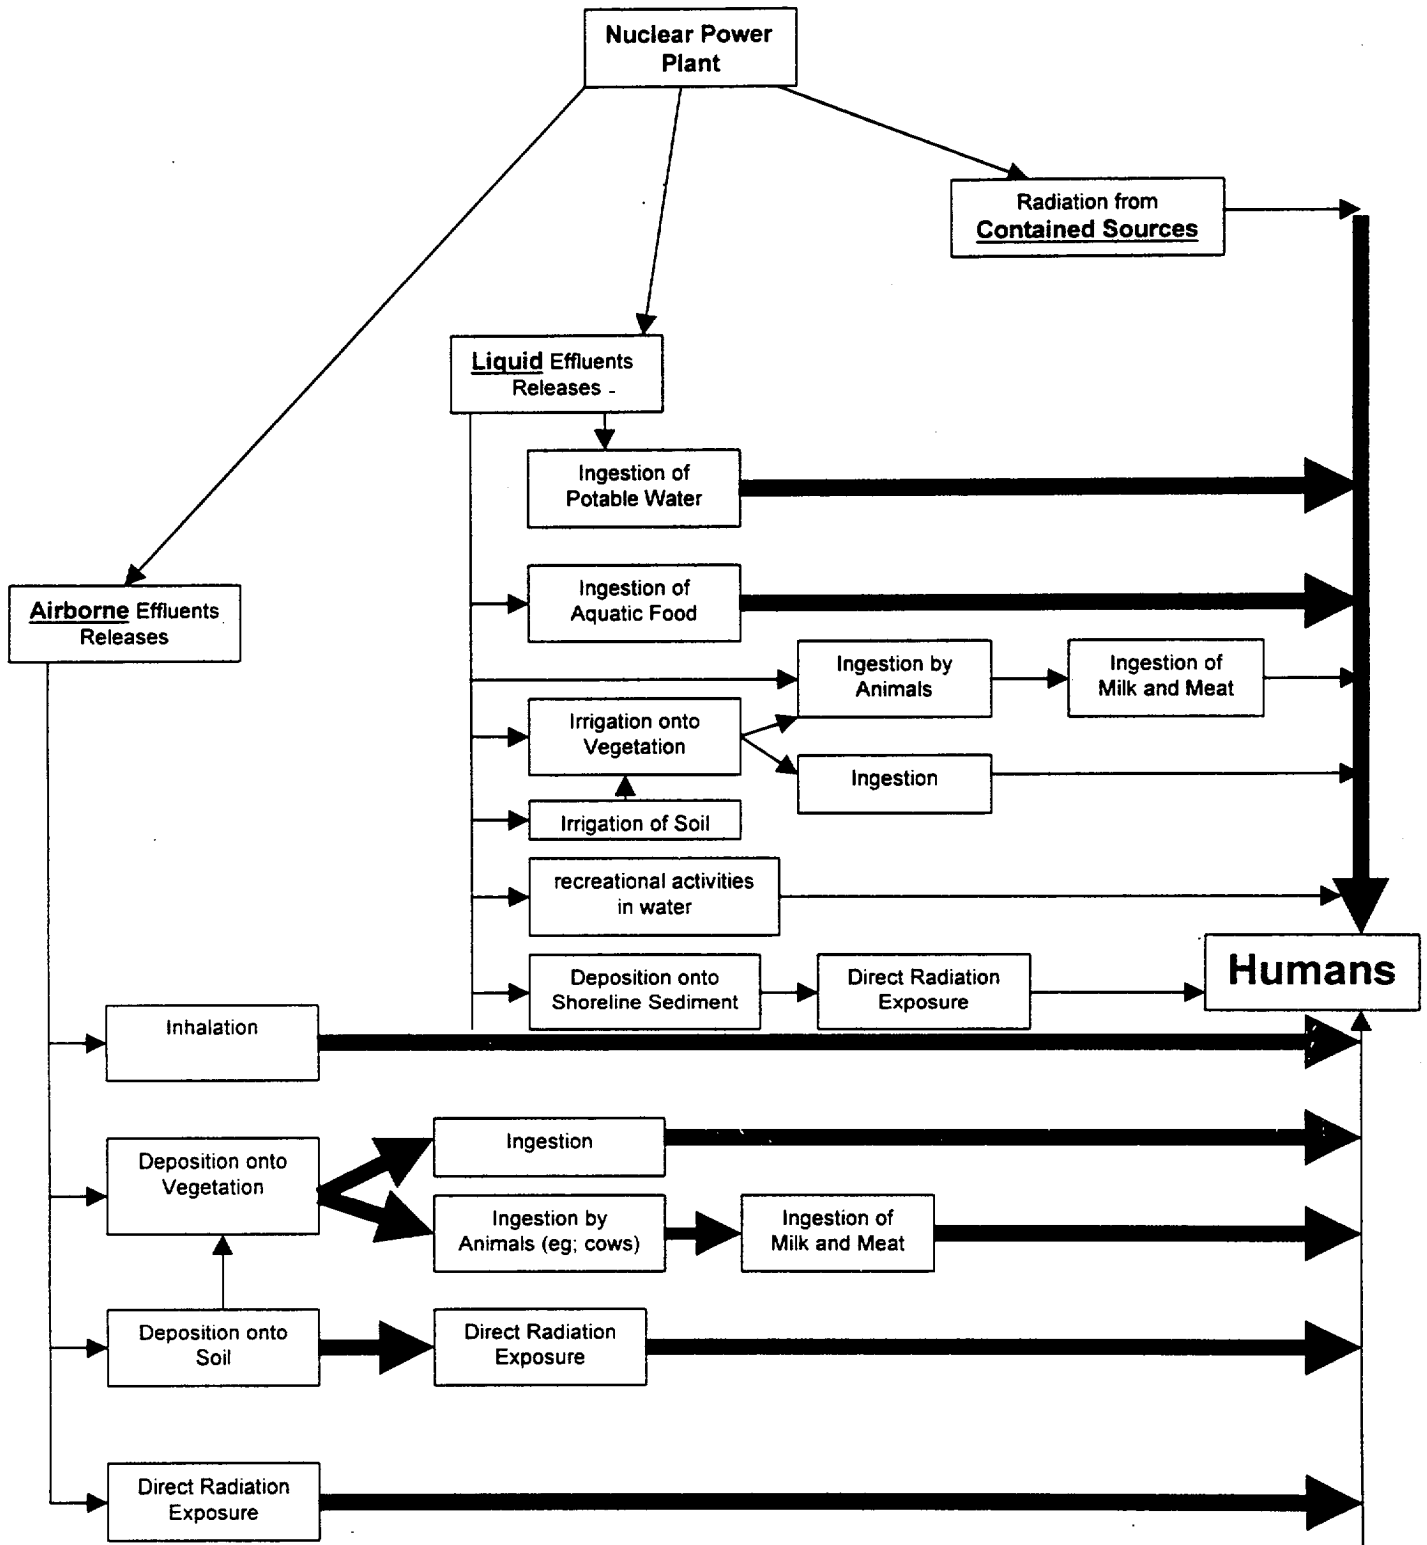 Nuclear Power
Plant
Radiation from
Contained Sources
Liquid Effluents
Releases
Ingestion of
Potable Water
Ingestion of
Aquatic Food
Airborne Effluents
Releases
Ingestion by
Animals
Ingestion of
Milk and Meat
Irrigation onto
Vegetation
Ingestion
Irrigation of Soil
recreational activities
in water
Deposition onto
Shoreline Sediment
Direct Radiation
Exposure
Humans
Inhalation
Deposition onto
Vegetation
Ingestion
Ingestion by
Animals (eg; cows)
Ingestion of
Milk and Meat
Deposition onto
Soil
Direct Radiation
Exposure
Direct Radiation
Exposure